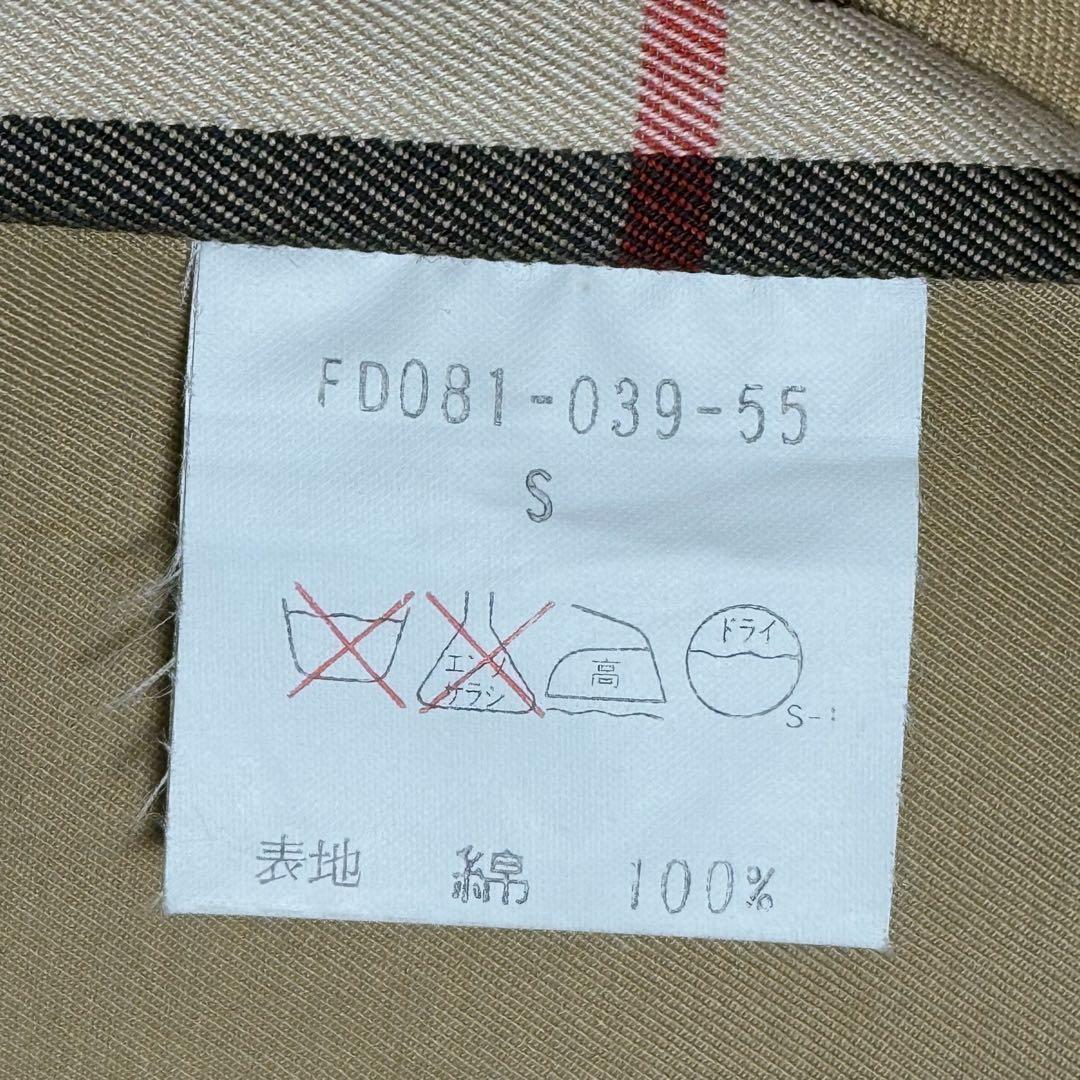 FD081-039-55
S
エンソ
サラシ
高
ドライ
S-
表地 綿 100%